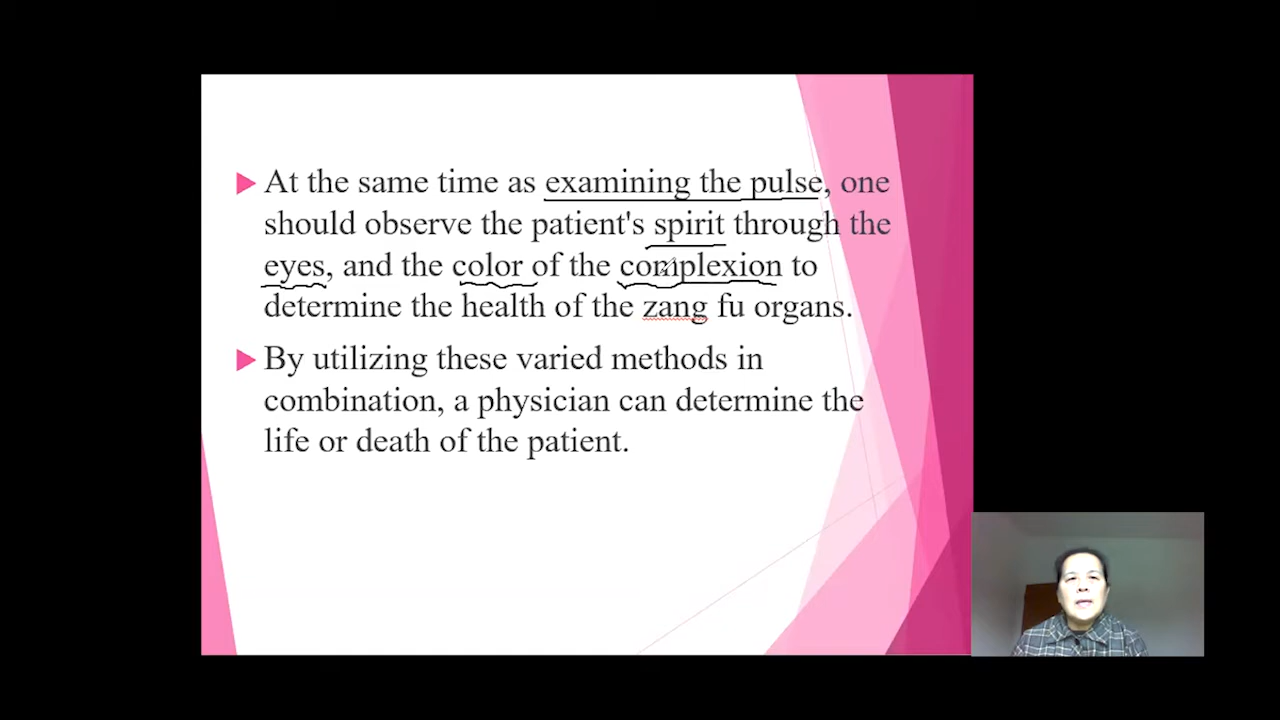 At the same time as examining the pulse, one
should observe the patient's spirit through the
eyes, and the color of the complexion to
determine the health of the zang fu organs.
By utilizing these varied methods in
combination, a physician can determine the
life or death of the patient.